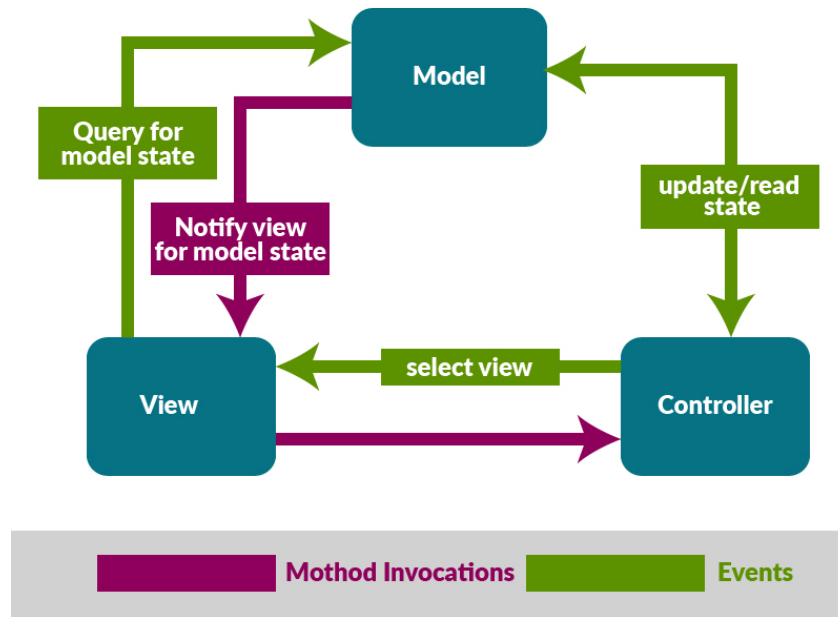 Model
Query for
model state
update/read
state
Notify view
for model state
select view
View
Controller
Mothod Invocations
Events